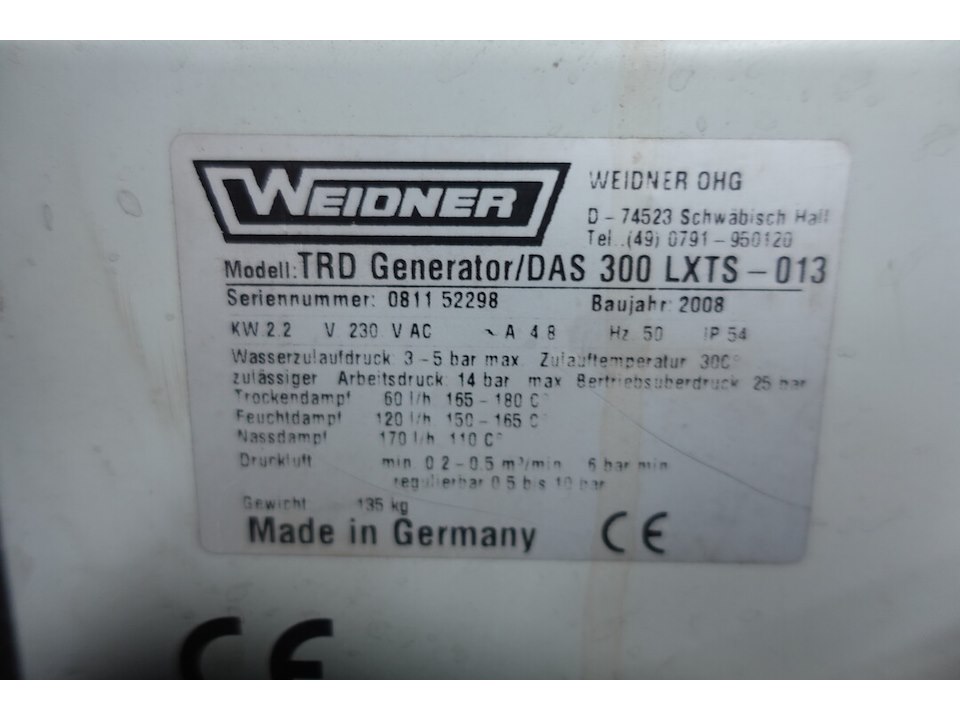 WEIDNER
WEIDNER OHG
D - 74523 Schwäbisch Hall
Tel..(49) 0791 - 950120
Modell: TRD Generator/DAS 300 LXTS - 013
Seriennummer: 0811 52298 Baujahr: 2008
KW 2.2 V 230 V AC ~ A 4.8 Hz 50 IP 54
Wasserzulaufdruck 3 - 5 bar max. Zulauftemperatur 30C°
zulässiger Arbeitsdruck 14 bar max Bertriebsüberdruck 25 bar
Trockendampf 60 l/h 165 - 180 C°
Feuchtdampf 120 l/h 150 - 165 C°
Nassdampf 170 l/h 110 C°
Druckluft min 0.2 - 0.5 m³/min 6 bar min
regulierbar 0.5 bis 10 bar
Gewicht 135 kg
Made in Germany CE
CE